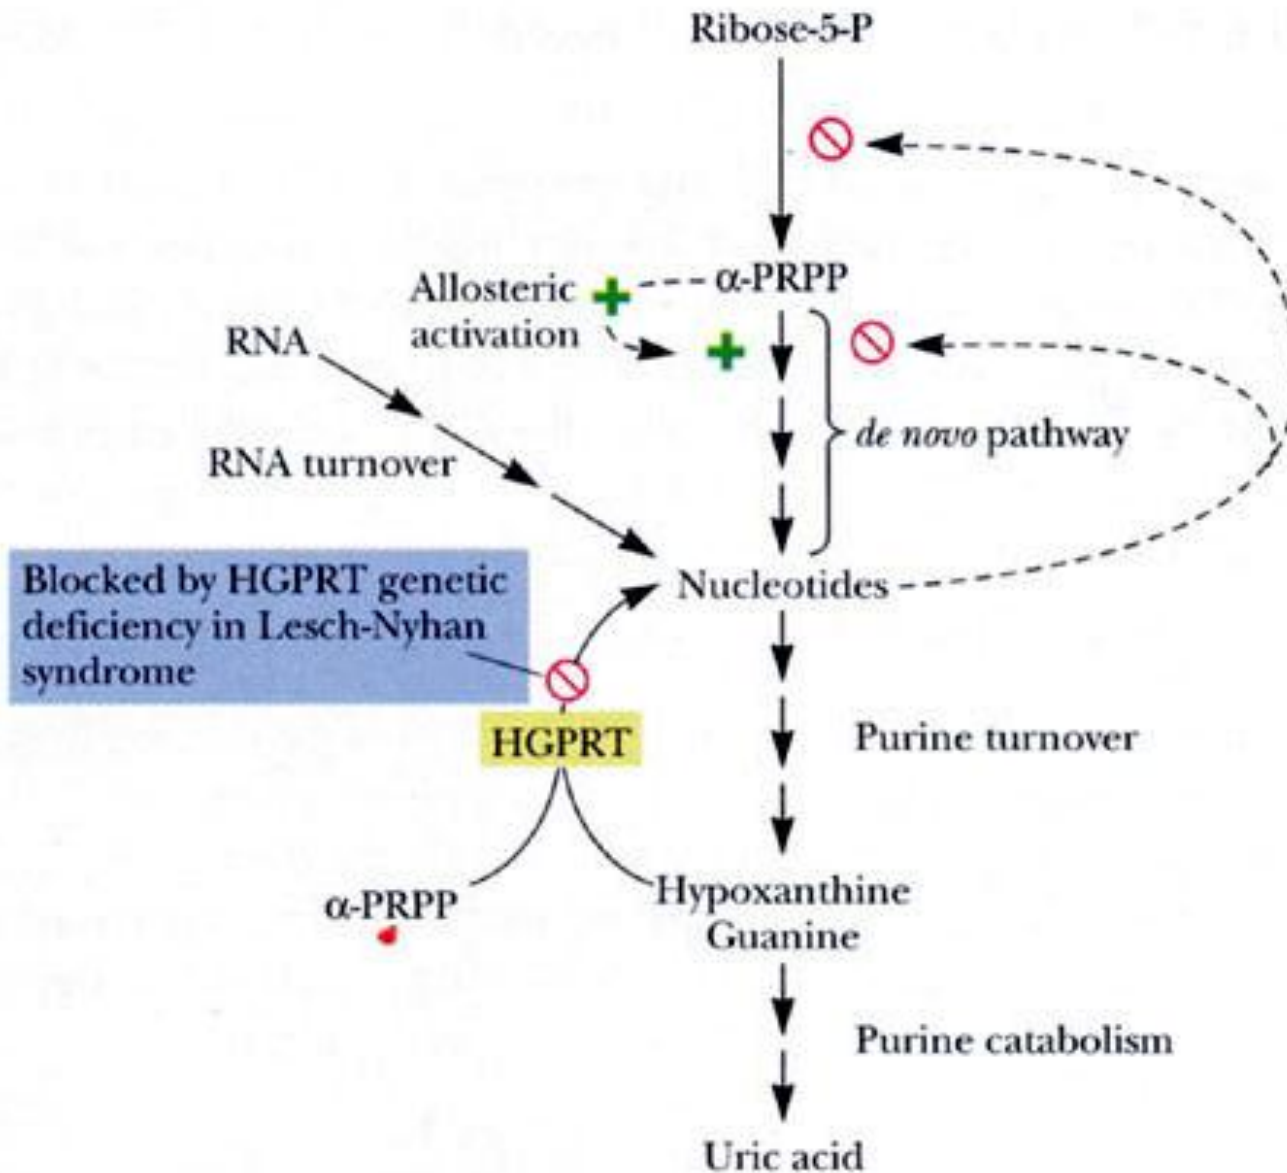 Ribose-5-P
Allosteric
activation
α-PRPP
RNA
de novo pathway
RNA turnover
Blocked by HGPRT genetic
deficiency in Lesch-Nyhan
syndrome
Nucleotides
HGPRT
Purine turnover
α-PRPP
Hypoxanthine
Guanine
Purine catabolism
Uric acid